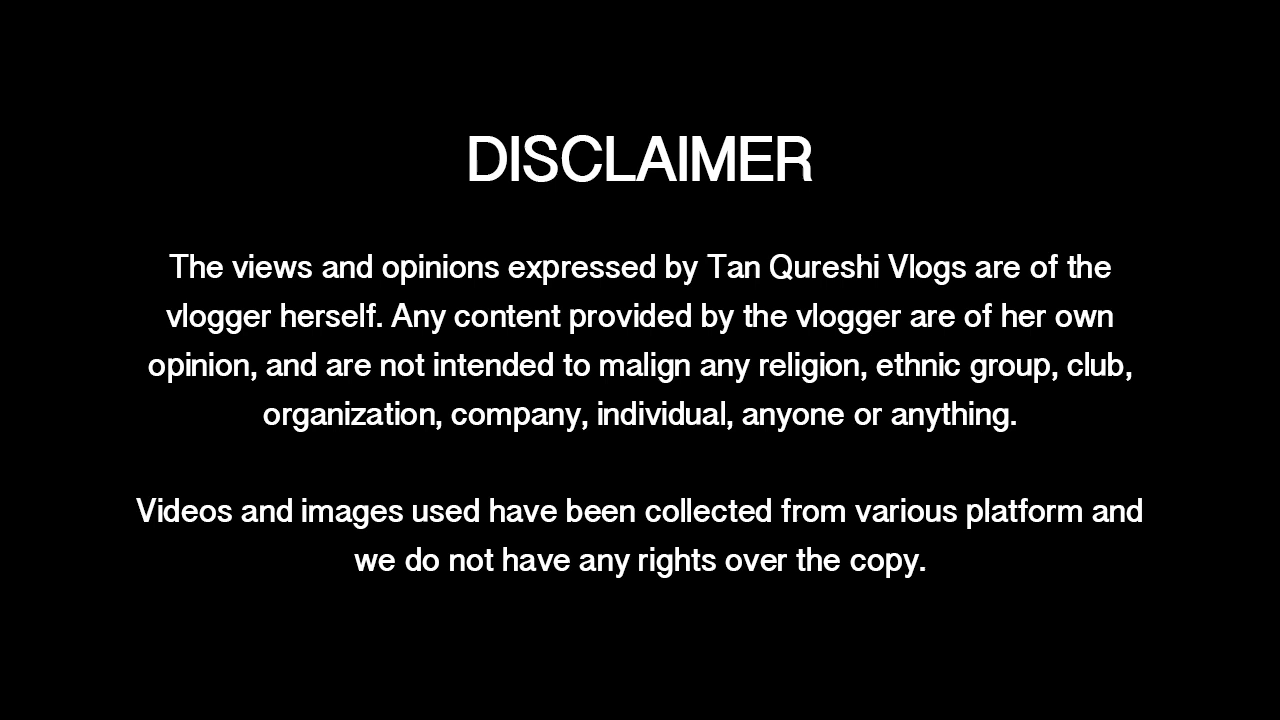 DISCLAIMER
The views and opinions expressed by Tan Qureshi Vlogs are of the
vlogger herself. Any content provided by the vlogger are of her own
opinion, and are not intended to malign any religion, ethnic group, club,
organization, company, individual, anyone or anything.
Videos and images used have been collected from various platform and
we do not have any rights over the copy.